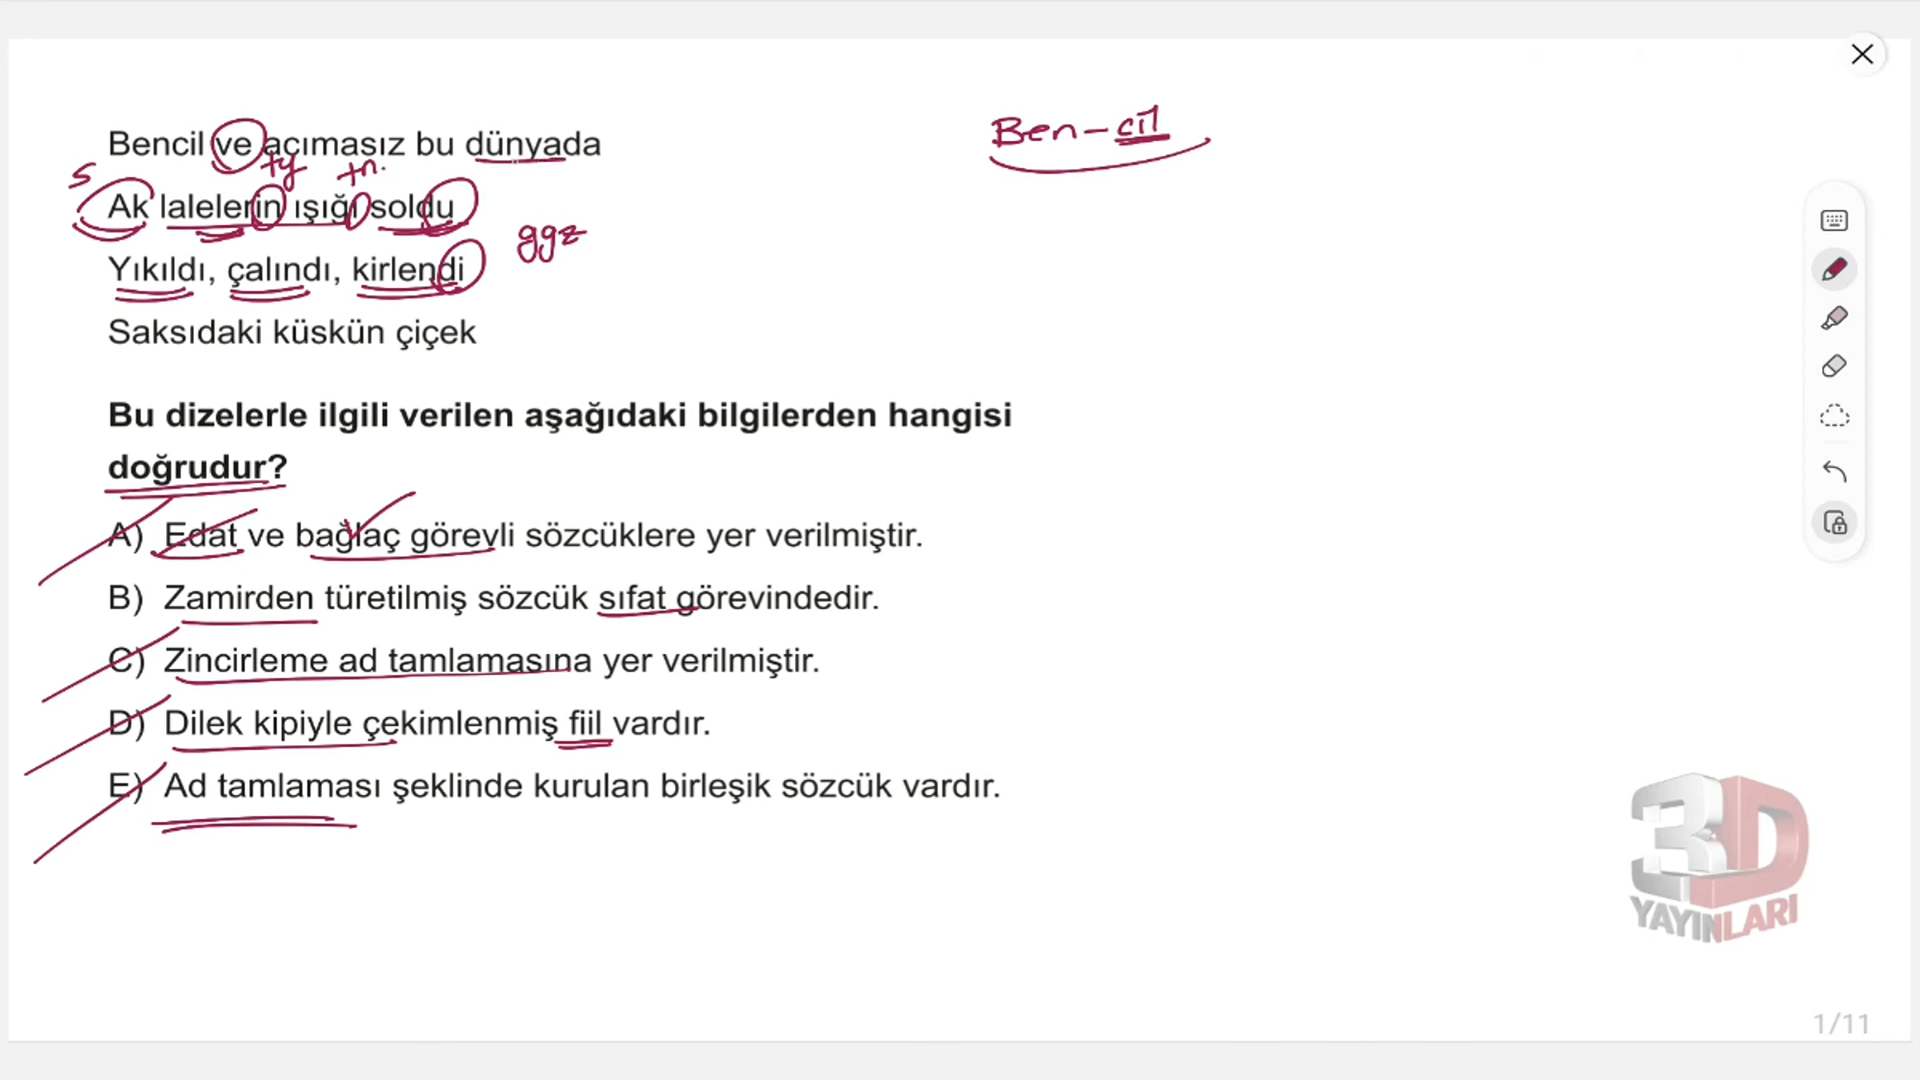 Bencil ve acımasız bu dünyada
Ben-cil
s ty tn.
Ak lalelerin ışığı soldu
ggz
Yıkıldı, çalındı, kirlendi
Saksıdaki küskün çiçek
Bu dizelerle ilgili verilen aşağıdaki bilgilerden hangisi
doğrudur?
A) Edat ve bağlaç görevli sözcüklere yer verilmiştir.
B) Zamirden türetilmiş sözcük sıfat görevindedir.
C) Zincirleme ad tamlamasına yer verilmiştir.
D) Dilek kipiyle çekimlenmiş fiil vardır.
E) Ad tamlaması şeklinde kurulan birleşik sözcük vardır.
3D
YAYINLARI
1/11